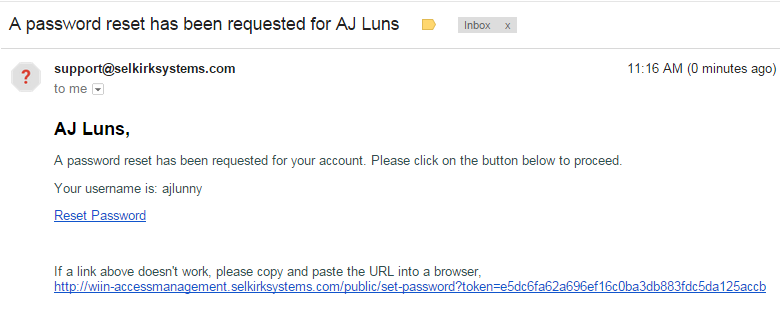 A password reset has been requested for AJ Luns Inbox x
support@selkirksystems.com 11:16 AM (0 minutes ago)
to me
AJ Luns,
A password reset has been requested for your account. Please click on the button below to proceed.
Your username is: ajlunny
Reset Password
If a link above doesn't work, please copy and paste the URL into a browser,
http://wiin-accessmanagement.selkirksystems.com/public/set-password?token=e5dc6fa62a696ef16c0ba3db883fdc5da125accb